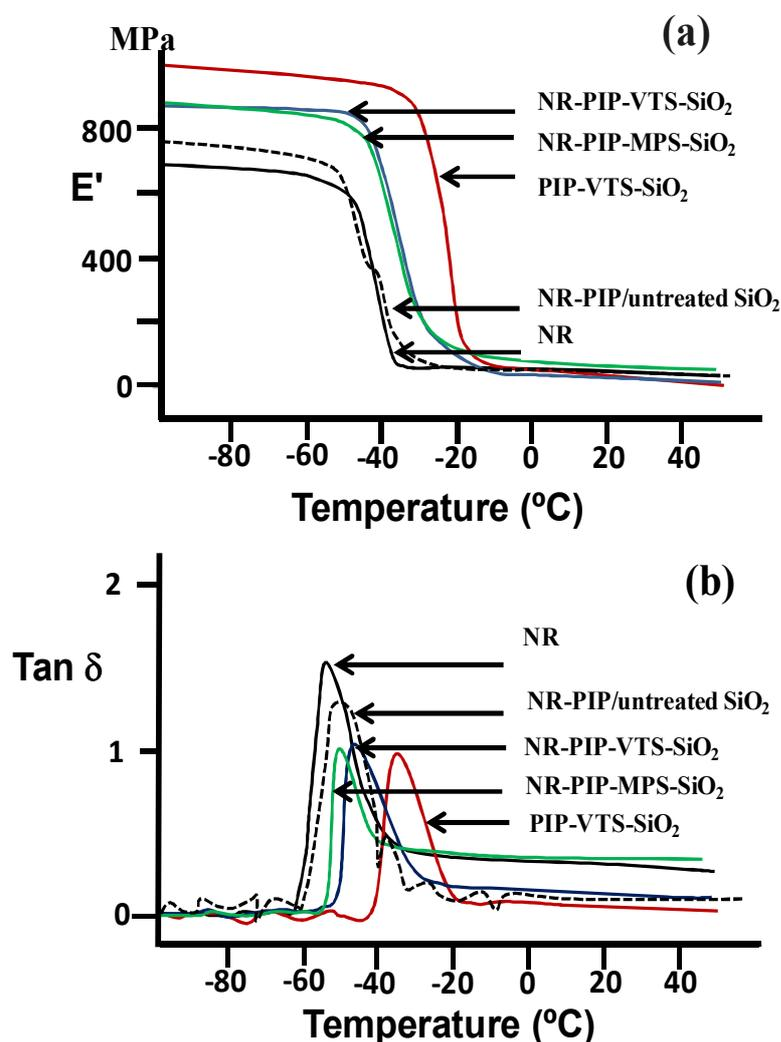 (a)
MPa
NR-PIP-VTS-SiO₂
800
NR-PIP-MPS-SiO₂
E'
PIP-VTS-SiO₂
400
NR-PIP/untreated SiO₂
NR
0
-80 -60 -40 -20 0 20 40
Temperature (ºC)
(b)
2
NR
Tan δ
NR-PIP/untreated SiO₂
1
NR-PIP-VTS-SiO₂
NR-PIP-MPS-SiO₂
PIP-VTS-SiO₂
0
-80 -60 -40 -20 0 20 40
Temperature (ºC)